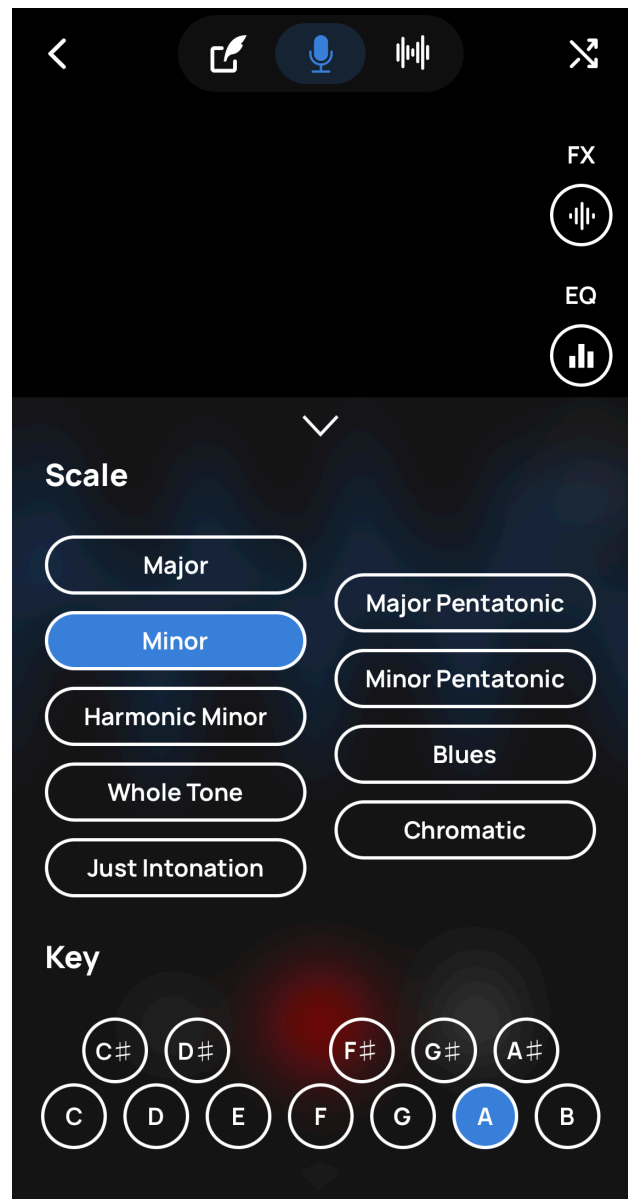 FX
EQ
Scale
Major
Major Pentatonic
Minor
Minor Pentatonic
Harmonic Minor
Blues
Whole Tone
Chromatic
Just Intonation
Key
C♯ D♯ F♯ G♯ A♯
C D E F G A B